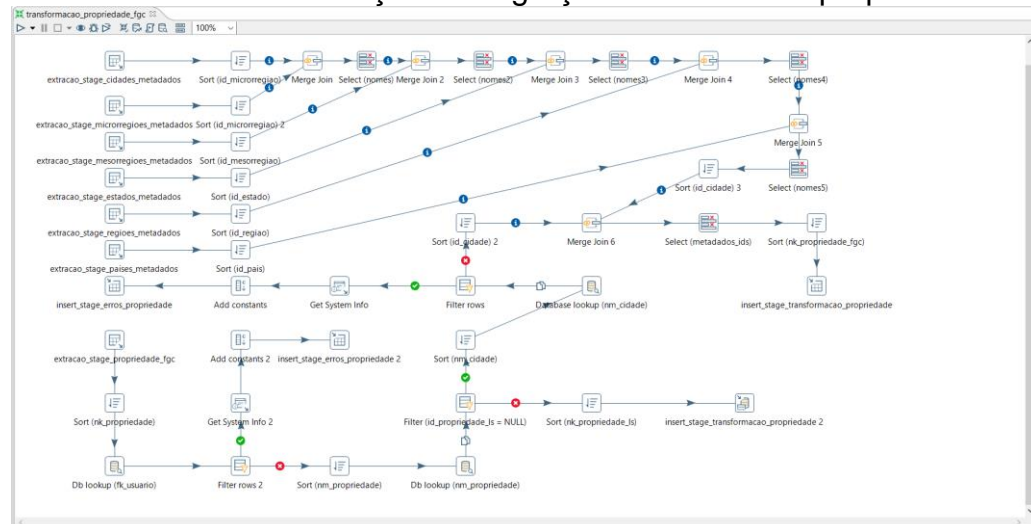 transformacao_propriedade_fgc
100%
extracao_stage_cidades_metadados Sort (id_microrregiao) Merge Join Select (nomes) Merge Join 2 Select (nomes2) Merge Join 3 Select (nomes3) Merge Join 4 Select (nomes4)
extracao_stage_microrregioes_metadados Sort (id_microrregiao) 2
Merge Join 5
extracao_stage_mesorregioes_metadados Sort (id_mesorregiao)
Sort (id_cidade) 3 Select (nomes5)
extracao_stage_estados_metadados Sort (id_estado)
extracao_stage_regioes_metadados Sort (id_regiao)
Sort (id_cidade) 2 Merge Join 6 Select (metadados_ids) Sort (nk_propriedade_fgc)
extracao_stage_paises_metadados Sort (id_pais)
insert_stage_erros_propriedade Add constants Get System Info Filter rows Database lookup (nm_cidade) insert_stage_transformacao_propriedade
extracao_stage_propriedade_fgc Add constants 2 insert_stage_erros_propriedade 2 Sort (nm_cidade)
Sort (nk_propriedade) Get System Info 2 Filter (id_propriedade_ls = NULL) Sort (nk_propriedade_ls) insert_stage_transformacao_propriedade 2
Db lookup (fk_usuario) Filter rows 2 Sort (nm_propriedade) Db lookup (nm_propriedade)